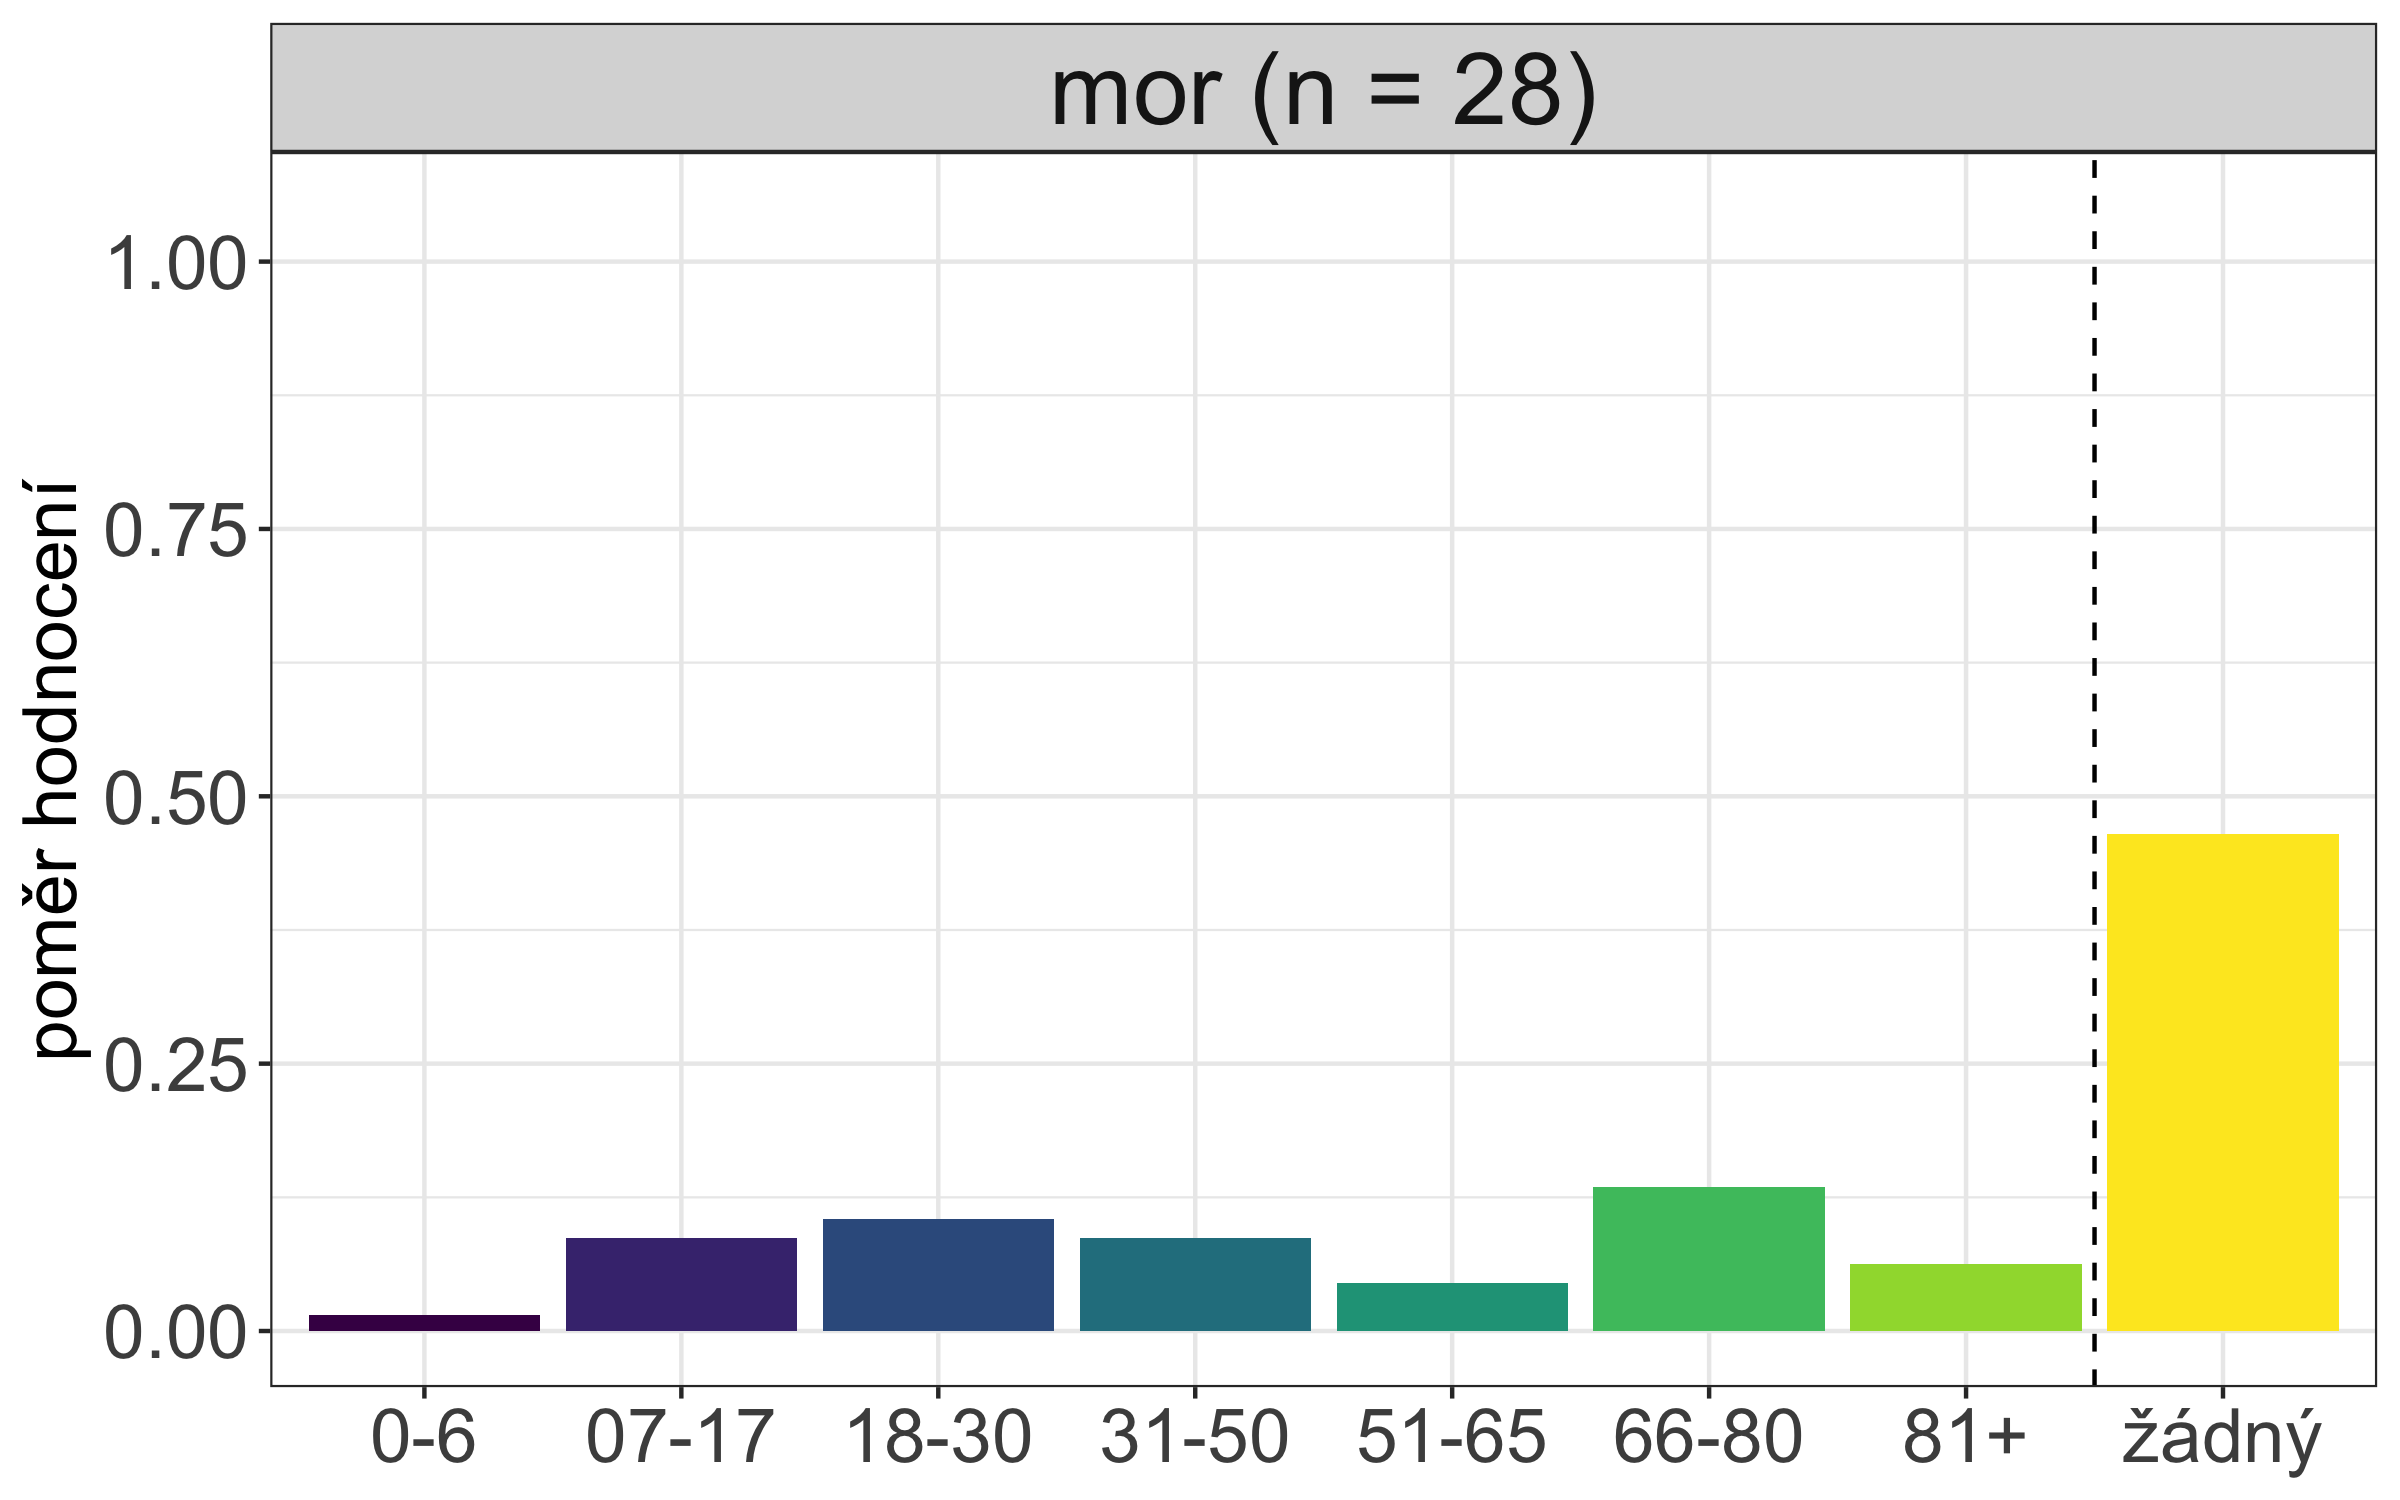 mor (n = 28)
poměr hodnocení
1.00
0.75
0.50
0.25
0.00
0-6 07-17 18-30 31-50 51-65 66-80 81+ žádný